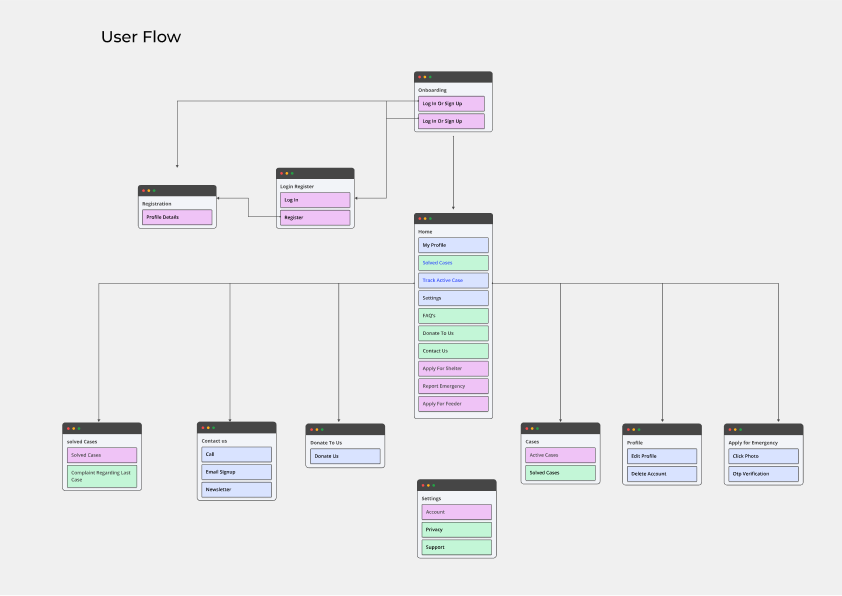 User Flow
Onboarding
Log In Or Sign Up
Log In Or Sign Up
Login Register
Log In
Register
Registration
Profile Details
Home
My Profile
Solved Cases
Track Active Case
Settings
FAQ's
Donate To Us
Contact Us
Apply For Shelter
Report Emergency
Apply For Feeder
solved Cases
Solved Cases
Complaint Regarding Last
Case
Contact us
Call
Email Signup
Newsletter
Donate To Us
Donate Us
Cases
Active Cases
Solved Cases
Profile
Edit Profile
Delete Account
Apply for Emergency
Click Photo
Otp Verification
Settings
Account
Privacy
Support